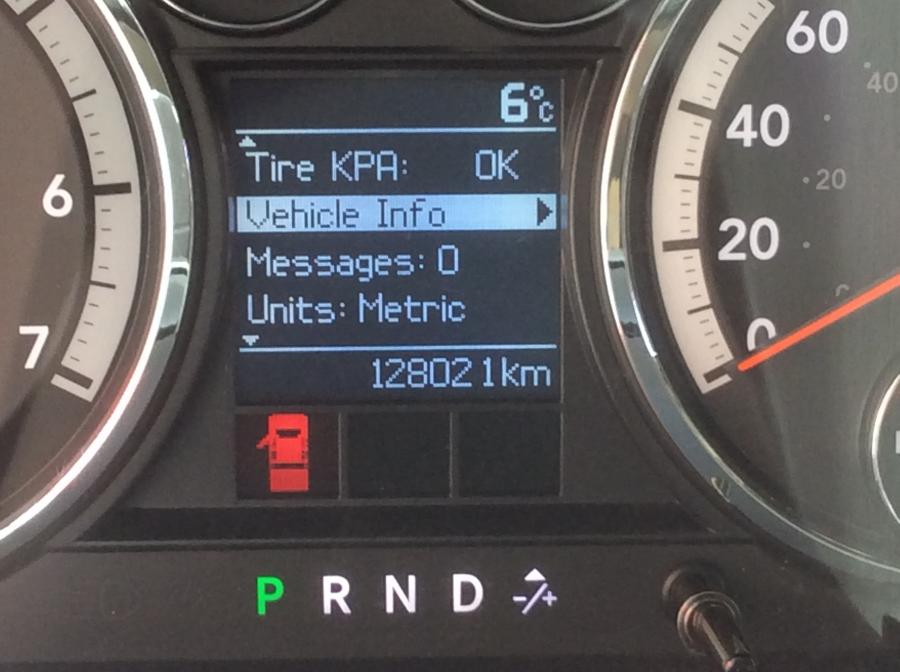 6°C
Tire KPA: OK
Vehicle Info
Messages: 0
Units: Metric
128021km
P R N D -/+
6
7
60
40
20
0
40
20